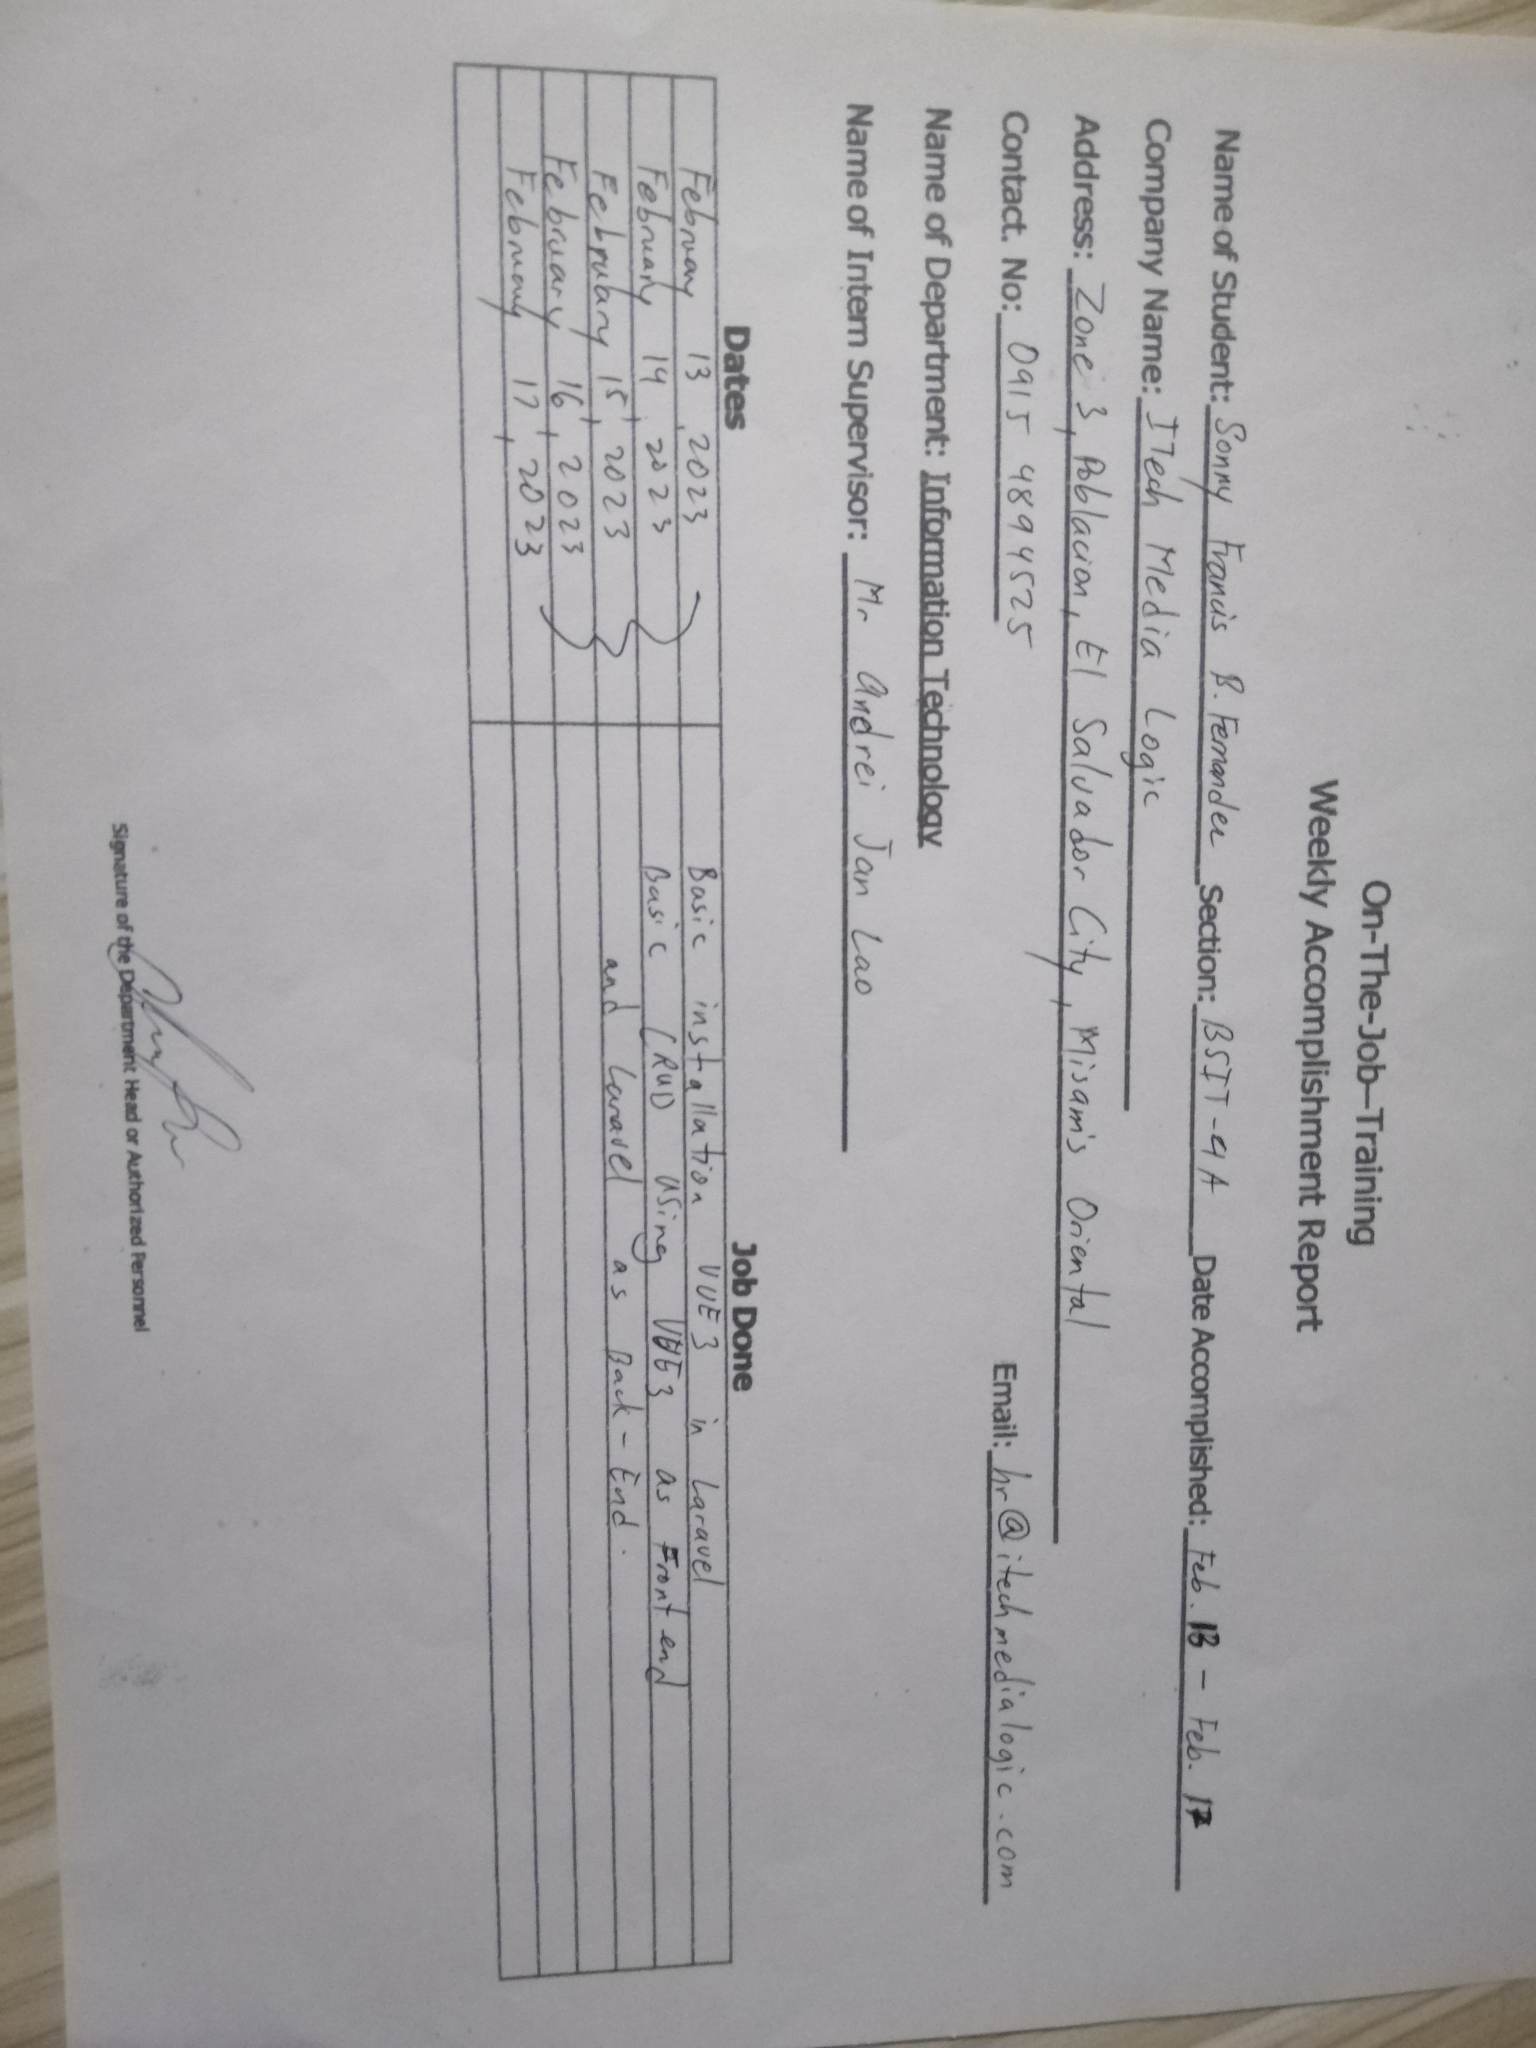 On-The-Job-Training
Weekly Accomplishment Report
Name of Student: Sonny Francis B. Fernandez Section: BSIT-4A Date Accomplished: Feb. 13 - Feb. 17
Company Name: ITech Media Logic
Address: Zone 3, Poblacion, El Salvador City, Misamis Oriental
Contact. No: 0915 4894525 Email: hr@itechmedialogic.com
Name of Department: Information Technology
Name of Intern Supervisor: Mr Andrei Jan Lao
Dates Job Done
February 13, 2023 Basic installation VUE3 in Laravel
February 14, 2023 Basic CRUD using VUE3 as Front end
February 15, 2023 and Laravel as Back-End.
February 16, 2023
February 17, 2023
Signature of the Department Head or Authorized Personnel